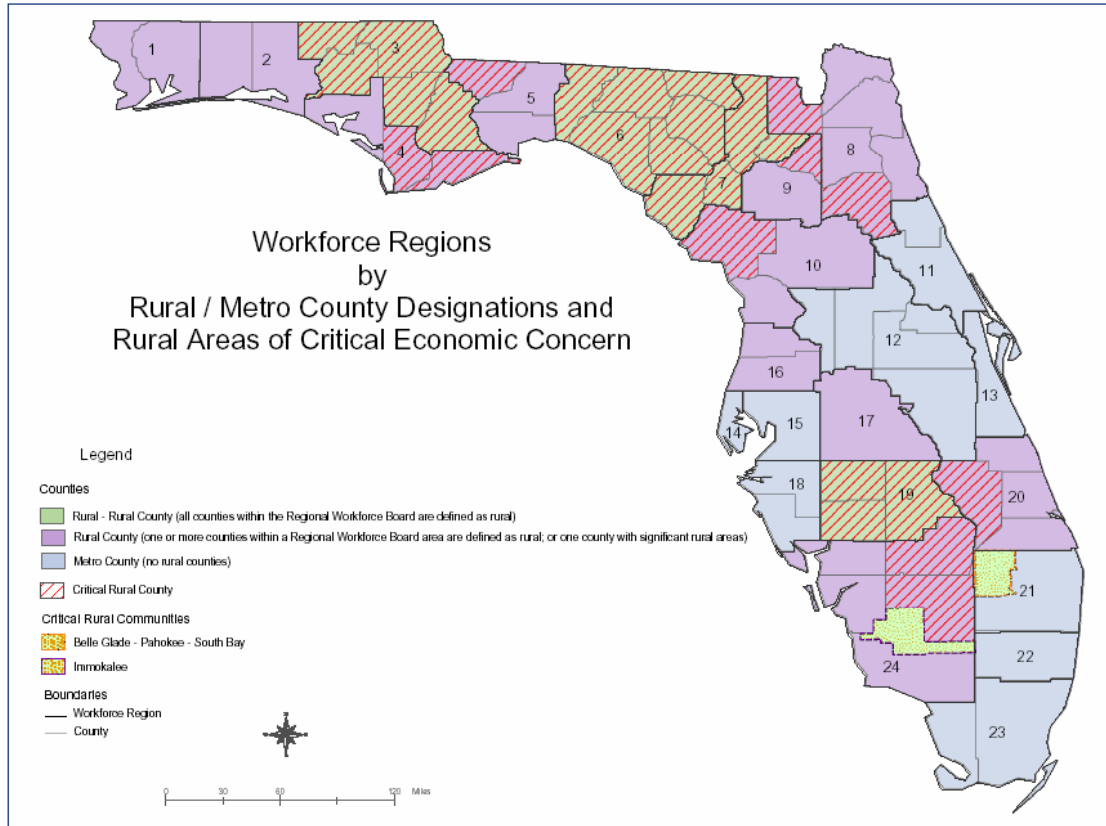 1
2
3
5
4
6
7
8
9
10
11
12
13
14
15
16
17
18
19
20
21
22
23
24
Workforce Regions
by
Rural / Metro County Designations and
Rural Areas of Critical Economic Concern
Legend
Counties
Rural - Rural County (all counties within the Regional Workforce Board are defined as rural)
Rural County (one or more counties within a Regional Workforce Board area are defined as rural; or one county with significant rural areas)
Metro County (no rural counties)
Critical Rural County
Critical Rural Communities
Belle Glade - Pahokee - South Bay
Immokalee
Boundaries
Workforce Region
County
0 30 60 120 Miles